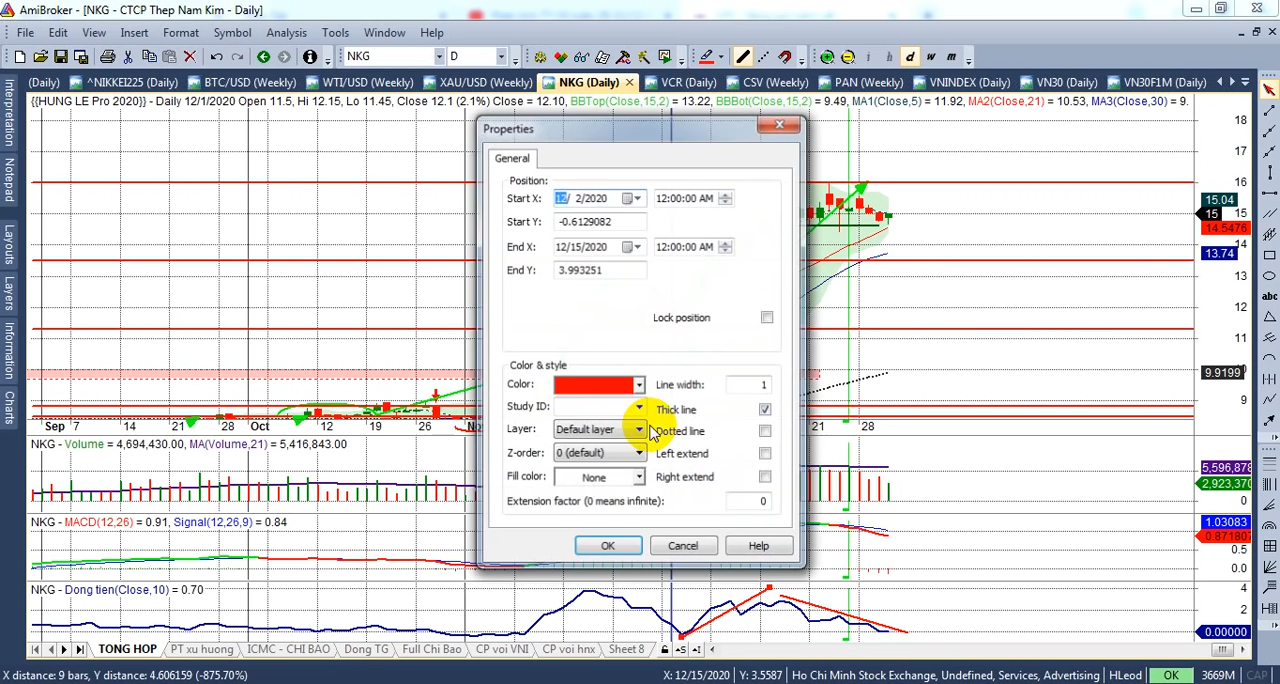 AmiBroker - [NKG - CTCP Thep Nam Kim - Daily]
File Edit View Insert Format Symbol Analysis Tools Window Help
NKG D i h d w m
(Daily) ^NIKKEI225 (Daily) BTC/USD (Weekly) WTI/USD (Weekly) XAU/USD (Weekly) NKG (Daily) VCR (Daily) CSV (Weekly) PAN (Weekly) VNINDEX (Daily) VN30 (Daily) VN30F1M (Daily)
{{HUNG LE Pro 2020}} - Daily 12/1/2020 Open 11.5, Hi 12.15, Lo 11.45, Close 12.1 (2.1%) Close = 12.10, BBTop(Close,15,2) = 13.22, BBBot(Close,15,2) = 9.49, MA1(Close,5) = 11.92, MA2(Close,21) = 10.53, MA3(Close,30) = 9.
Interpretation
Notepad
Layouts
Layers
Information
Charts
Properties
General
Position:
Start X: 12/ 2/2020 12:00:00 AM
Start Y: -0.6129082
End X: 12/15/2020 12:00:00 AM
End Y: 3.993251
Lock position
Color & style
Color: Line width: 1
Study ID: Thick line
Layer: Default layer Dotted line
Z-order: 0 (default) Left extend
Fill color: None Right extend
Extension factor (0 means infinite): 0
OK Cancel Help
18
17
16
15.04
15
14.5476
14
13.74
13
12
11
9.9199
9
abc
Sep 7 14 21 Oct 12 19 26 21 28
NKG - Volume = 4,694,430.00, MA(Volume,21) = 5,416,843.00
5,596,878
2,923,370
0
NKG - MACD(12,26) = 0.91, Signal(12,26,9) = 0.84
1.03083
0.871807
0.5
0
NKG - Dong tien(Close,10) = 0.70
4
2
0.00000
TONG HOP PT xu huong ICMC - CHI BAO Dong TG Full Chi Bao CP voi VNI CP voi hnx Sheet 8
X distance: 9 bars, Y distance: 4.606159 (-875.70%) X: 12/15/2020 Y: 3.5587 Ho Chi Minh Stock Exchange, Undefined, Services, Advertising HLeod OK 3669M CAP